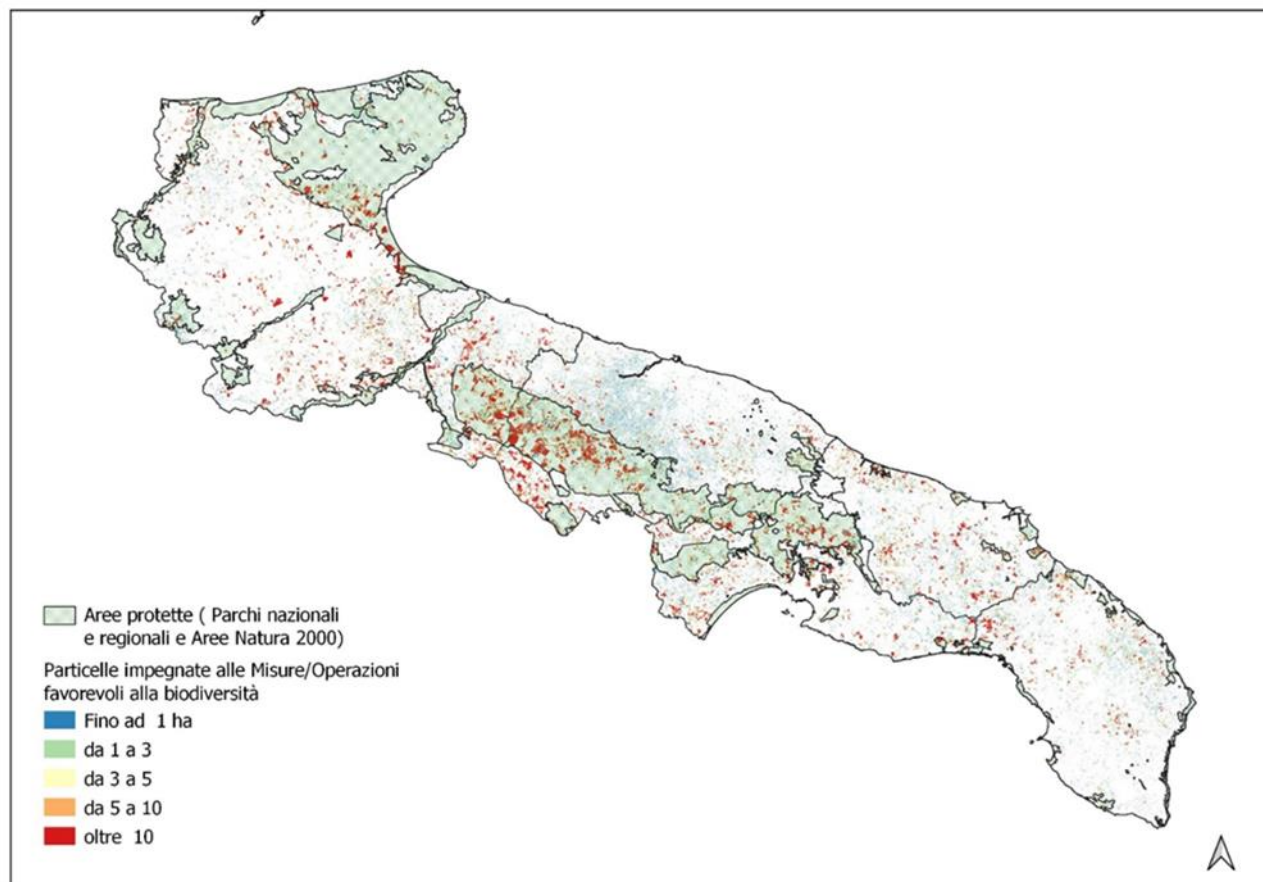 Aree protette ( Parchi nazionali
e regionali e Aree Natura 2000)
Particelle impegnate alle Misure/Operazioni
favorevoli alla biodiversità
Fino ad 1 ha
da 1 a 3
da 3 a 5
da 5 a 10
oltre 10